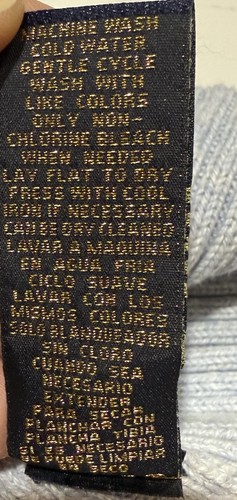 MACHINE WASH
COLD WATER
GENTLE CYCLE
WASH WITH
LIKE COLORS
ONLY NON-
CHLORINE BLEACH
WHEN NEEDED
LAY FLAT TO DRY
PRESS WITH COOL
IRON IF NECESSARY
CAN BE DRY CLEANED
LAVAR A MAQUINA
EN AGUA FRIA
CICLO SUAVE
LAVAR CON LOS
MISMOS COLORES
SOLO BLANQUEADOR
SIN CLORO
CUANDO SEA
NECESARIO
EXTENDER
PARA SECAR
PLANCHAR CON
PLANCHA TIBIA
SI ES NECESARIO
LIMPIAR
SECO